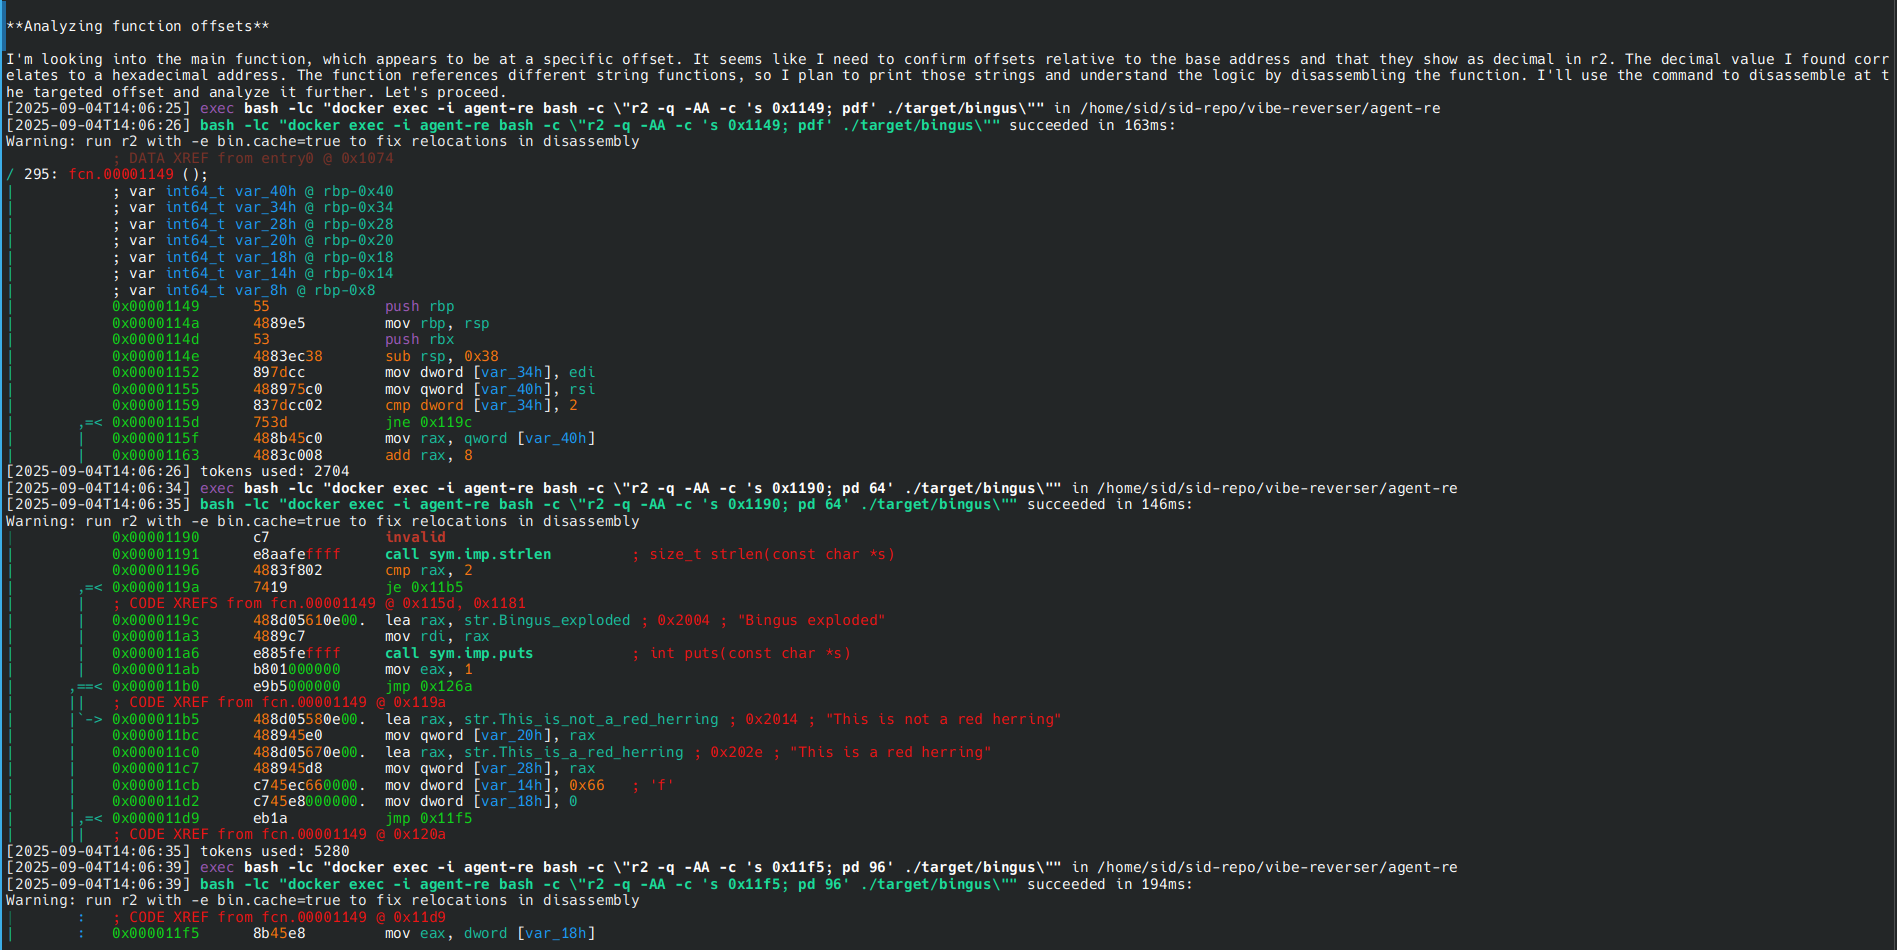 **Analyzing function offsets**
I'm looking into the main function, which appears to be at a specific offset. It seems like I need to confirm offsets relative to the base address and that they show as decimal in r2. The decimal value I found corr
elates to a hexadecimal address. The function references different string functions, so I plan to print those strings and understand the logic by disassembling the function. I'll use the command to disassemble at t
he targeted offset and analyze it further. Let's proceed.
[2025-09-04T14:06:25] exec bash -lc "docker exec -i agent-re bash -c \"r2 -q -AA -c 's 0x1149; pdf' ./target/bingus\"" in /home/sid/sid-repo/vibe-reverser/agent-re
[2025-09-04T14:06:26] bash -lc "docker exec -i agent-re bash -c \"r2 -q -AA -c 's 0x1149; pdf' ./target/bingus\"" succeeded in 163ms:
Warning: run r2 with -e bin.cache=true to fix relocations in disassembly
            ; DATA XREF from entry0 @ 0x1074
/ 295: fcn.00001149 ();
|           ; var int64_t var_40h @ rbp-0x40
|           ; var int64_t var_34h @ rbp-0x34
|           ; var int64_t var_28h @ rbp-0x28
|           ; var int64_t var_20h @ rbp-0x20
|           ; var int64_t var_18h @ rbp-0x18
|           ; var int64_t var_14h @ rbp-0x14
|           ; var int64_t var_8h @ rbp-0x8
|           0x00001149      55             push rbp
|           0x0000114a      4889e5         mov rbp, rsp
|           0x0000114d      53             push rbx
|           0x0000114e      4883ec38       sub rsp, 0x38
|           0x00001152      897dcc         mov dword [var_34h], edi
|           0x00001155      488975c0       mov qword [var_40h], rsi
|           0x00001159      837dcc02       cmp dword [var_34h], 2
|       ,=< 0x0000115d      753d           jne 0x119c
|       |   0x0000115f      488b45c0       mov rax, qword [var_40h]
|       |   0x00001163      4883c008       add rax, 8
[2025-09-04T14:06:26] tokens used: 2704
[2025-09-04T14:06:34] exec bash -lc "docker exec -i agent-re bash -c \"r2 -q -AA -c 's 0x1190; pd 64' ./target/bingus\"" in /home/sid/sid-repo/vibe-reverser/agent-re
[2025-09-04T14:06:35] bash -lc "docker exec -i agent-re bash -c \"r2 -q -AA -c 's 0x1190; pd 64' ./target/bingus\"" succeeded in 146ms:
Warning: run r2 with -e bin.cache=true to fix relocations in disassembly
|           0x00001190      c7             invalid
|           0x00001191      e8aafeffff     call sym.imp.strlen         ; size_t strlen(const char *s)
|           0x00001196      4883f802       cmp rax, 2
|       ,=< 0x0000119a      7419           je 0x11b5
|       |   ; CODE XREFS from fcn.00001149 @ 0x115d, 0x1181
|       |   0x0000119c      488d05610e00.  lea rax, str.Bingus_exploded ; 0x2004 ; "Bingus exploded"
|       |   0x000011a3      4889c7         mov rdi, rax
|       |   0x000011a6      e885feffff     call sym.imp.puts           ; int puts(const char *s)
|       |   0x000011ab      b801000000     mov eax, 1
|      ,==< 0x000011b0      e9b5000000     jmp 0x126a
|      ||   ; CODE XREF from fcn.00001149 @ 0x119a
|      |`-> 0x000011b5      488d05580e00.  lea rax, str.This_is_not_a_red_herring ; 0x2014 ; "This is not a red herring"
|      |    0x000011bc      488945e0       mov qword [var_20h], rax
|      |    0x000011c0      488d05670e00.  lea rax, str.This_is_a_red_herring ; 0x202e ; "This is a red herring"
|      |    0x000011c7      488945d8       mov qword [var_28h], rax
|      |    0x000011cb      c745ec660000.  mov dword [var_14h], 0x66   ; 'f'
|      |    0x000011d2      c745e8000000.  mov dword [var_18h], 0
|      |,=< 0x000011d9      eb1a           jmp 0x11f5
|      ||   ; CODE XREF from fcn.00001149 @ 0x120a
[2025-09-04T14:06:35] tokens used: 5280
[2025-09-04T14:06:39] exec bash -lc "docker exec -i agent-re bash -c \"r2 -q -AA -c 's 0x11f5; pd 96' ./target/bingus\"" in /home/sid/sid-repo/vibe-reverser/agent-re
[2025-09-04T14:06:39] bash -lc "docker exec -i agent-re bash -c \"r2 -q -AA -c 's 0x11f5; pd 96' ./target/bingus\"" succeeded in 194ms:
Warning: run r2 with -e bin.cache=true to fix relocations in disassembly
|       :   ; CODE XREF from fcn.00001149 @ 0x11d9
|       :   0x000011f5      8b45e8         mov eax, dword [var_18h]